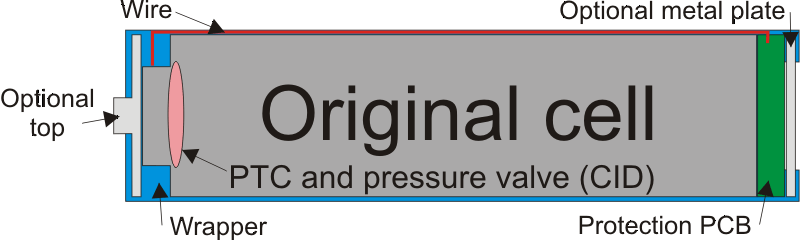 Wire
Optional metal plate
Optional
top
Original cell
PTC and pressure valve (CID)
Wrapper
Protection PCB